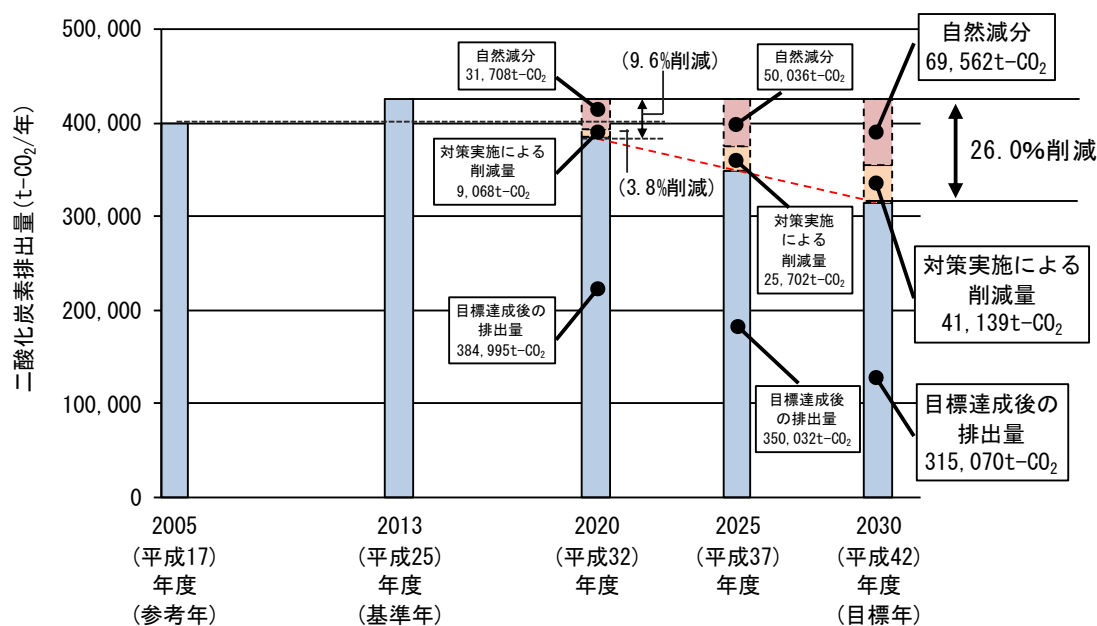 二酸化炭素排出量(t-CO₂/年)
500,000
400,000
300,000
200,000
100,000
0
自然減分
31,708t-CO₂
(9.6%削減)
自然減分
50,036t-CO₂
自然減分
69,562t-CO₂
対策実施による
削減量
9,068t-CO₂
(3.8%削減)
対策実施
による
削減量
25,702t-CO₂
26.0%削減
対策実施による
削減量
41,139t-CO₂
目標達成後の
排出量
384,995t-CO₂
目標達成後
の排出量
350,032t-CO₂
目標達成後の
排出量
315,070t-CO₂
2005
(平成17)
年度
(参考年)
2013
(平成25)
年度
(基準年)
2020
(平成32)
年度
2025
(平成37)
年度
2030
(平成42)
年度
(目標年)